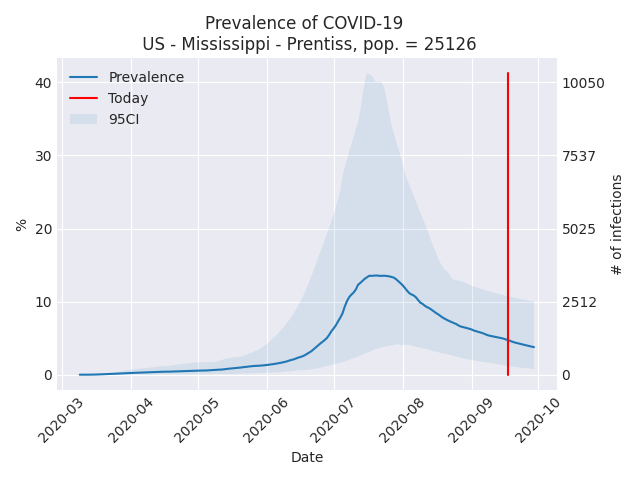 Prevalence of COVID-19
US - Mississippi - Prentiss, pop. = 25126
Prevalence
Today
95CI
40
30
20
10
0
%
10050
7537
5025
2512
0
# of infections
2020-03
2020-04
2020-05
2020-06
2020-07
2020-08
2020-09
2020-10
Date